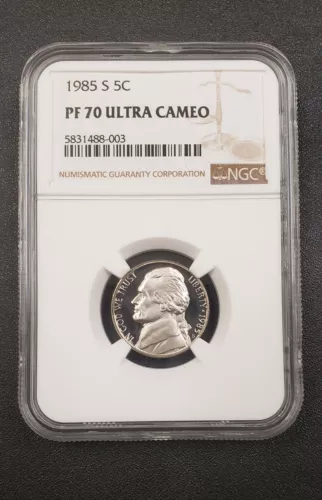 1985 S 5C
PF 70 ULTRA CAMEO
5831488-003
NUMISMATIC GUARANTY CORPORATION
NGC®
IN GOD WE TRUST
LIBERTY ★ 1985